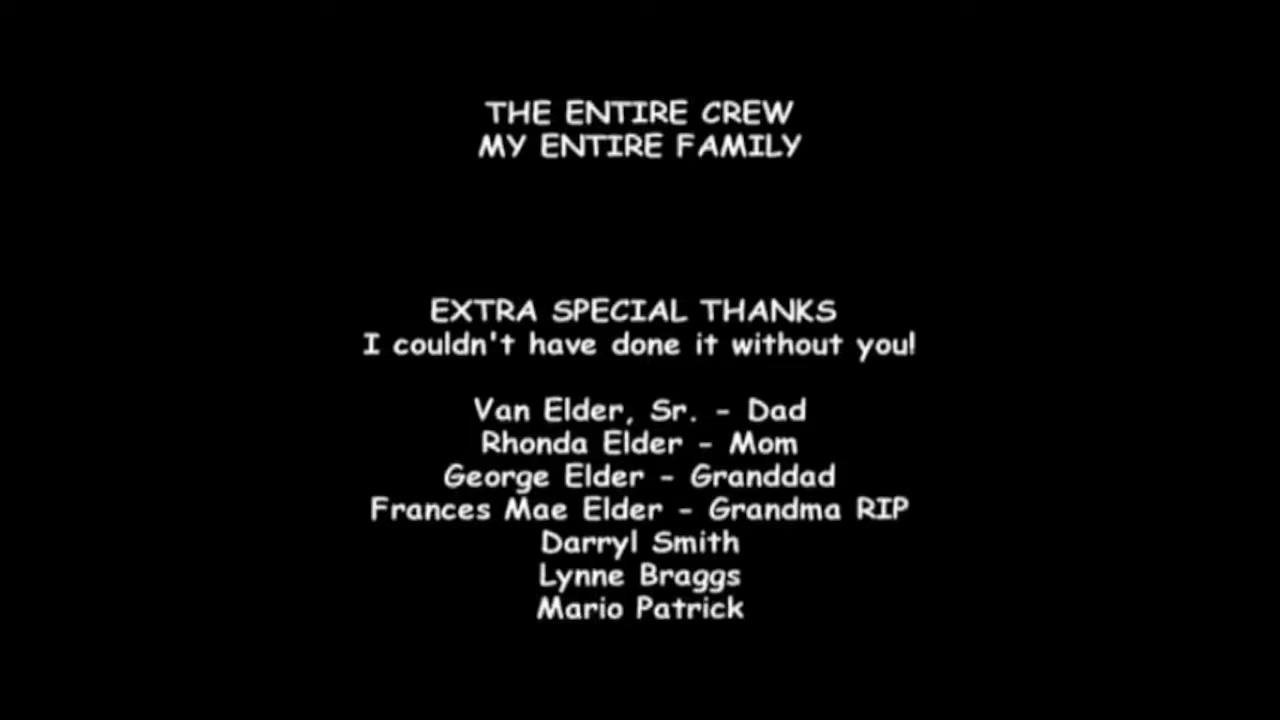 THE ENTIRE CREW
MY ENTIRE FAMILY
EXTRA SPECIAL THANKS
I couldn't have done it without you!
Van Elder, Sr. - Dad
Rhonda Elder - Mom
George Elder - Granddad
Frances Mae Elder - Grandma RIP
Darryl Smith
Lynne Braggs
Mario Patrick